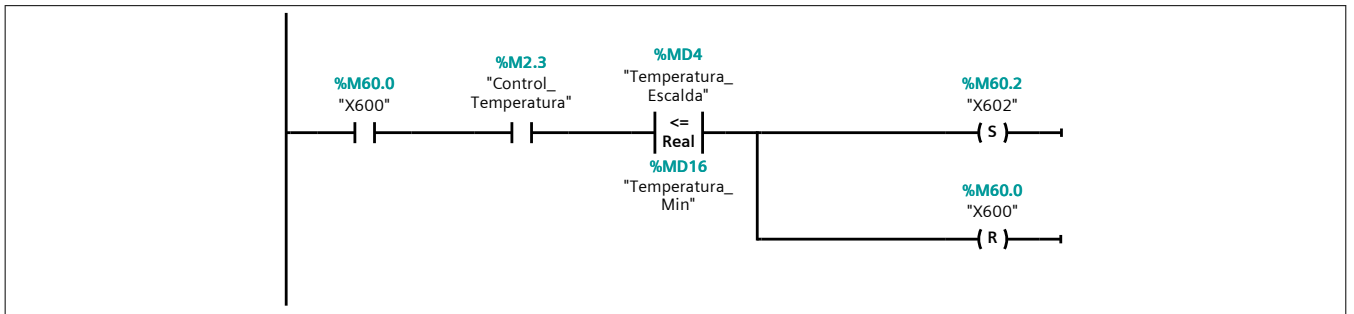 %M60.0
"X600"
%M2.3
"Control_
Temperatura"
%MD4
"Temperatura_
Escalda"
<=
Real
%MD16
"Temperatura_
Min"
%M60.2
"X602"
S
%M60.0
"X600"
R